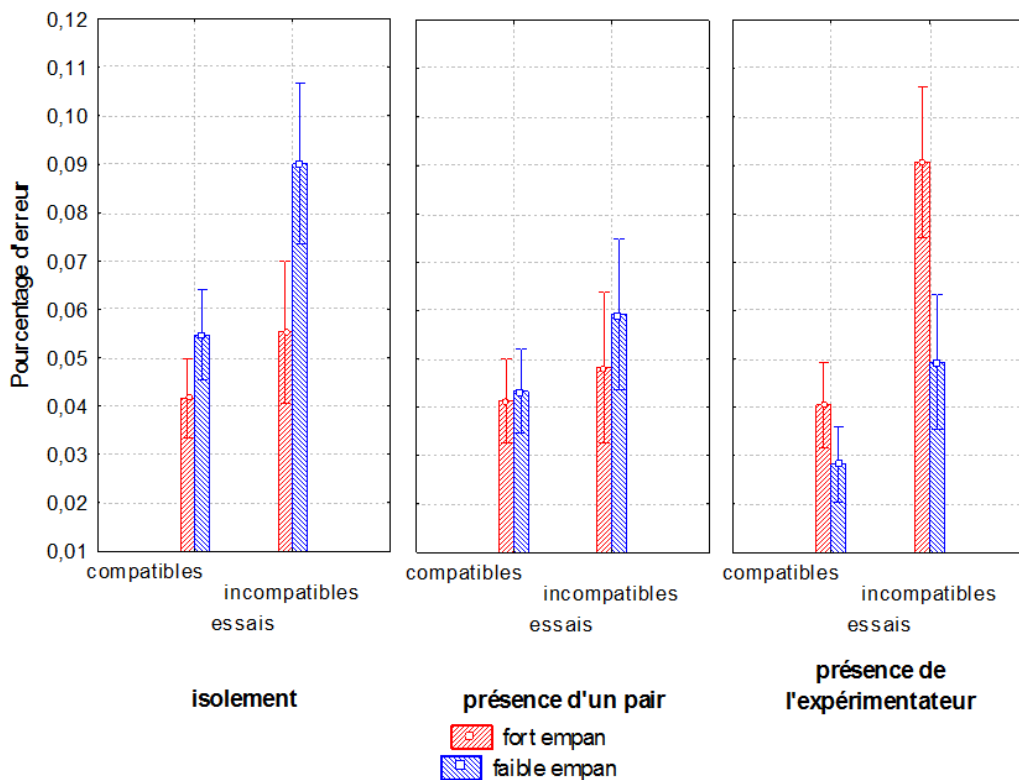 Pourcentage d'erreur
0,12
0,11
0,10
0,09
0,08
0,07
0,06
0,05
0,04
0,03
0,02
0,01
compatibles
incompatibles
essais
compatibles
incompatibles
essais
compatibles
incompatibles
essais
isolement
présence d'un pair
présence de
l'expérimentateur
fort empan
faible empan